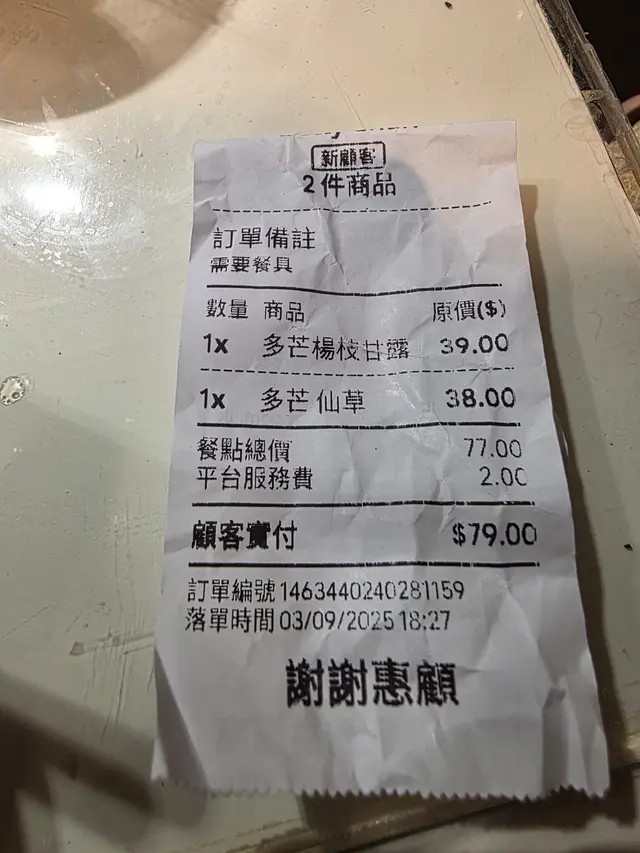 新顧客
2 件商品
訂單備註
需要餐具
數量 商品 原價($)
1x 多芒楊枝甘露 39.00
1x 多芒仙草 38.00
餐點總價 77.00
平台服務費 2.00
顧客實付 $79.00
訂單編號 1463440240281159
落單時間 03/09/2025 18:27
謝謝惠顧